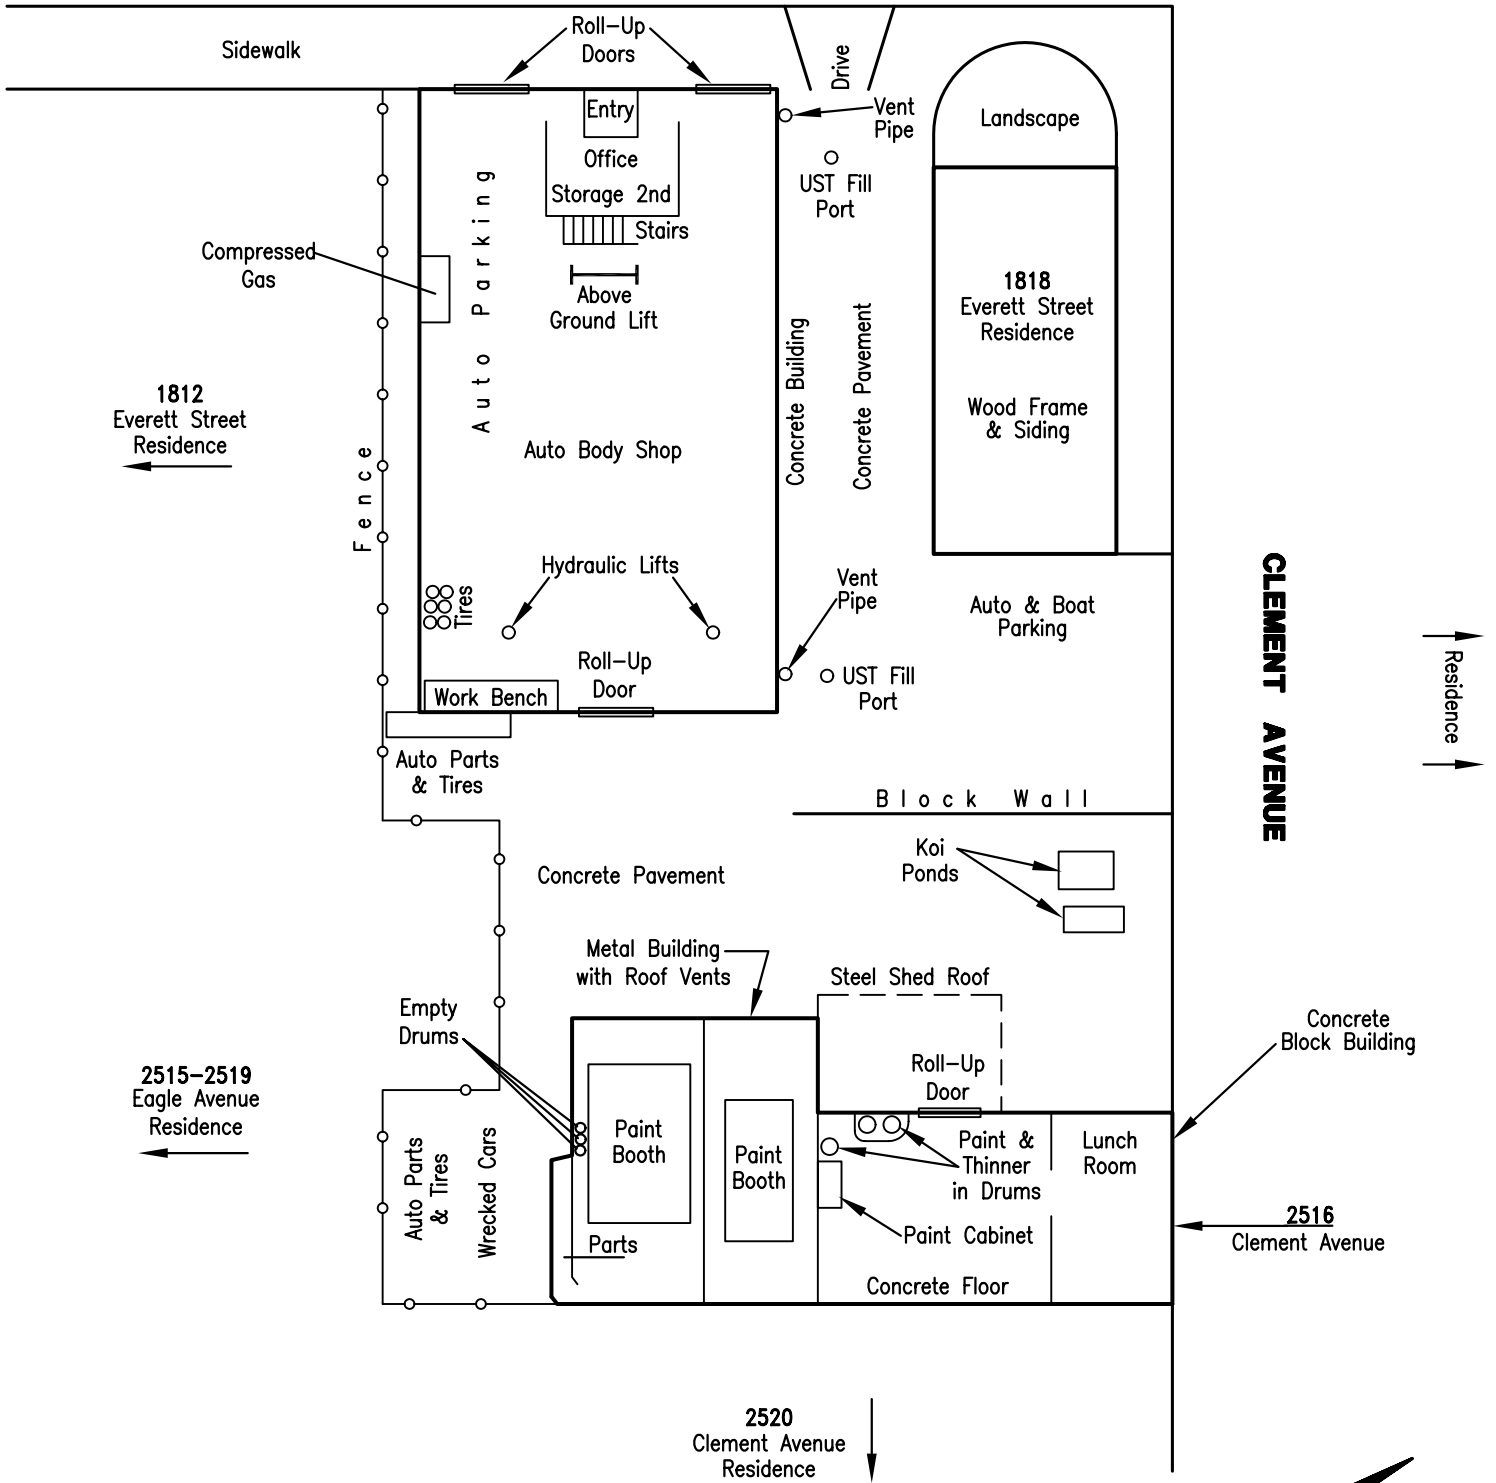 Roll-Up
Doors
Sidewalk
Drive
Entry
Vent
Pipe
Landscape
Office
UST Fill
Port
Storage 2nd
Stairs
Auto Parking
Compressed
Gas
Above
Ground Lift
1818
Everett Street
Residence
Concrete Building
Concrete Pavement
1812
Everett Street
Residence
Wood Frame
& Siding
Auto Body Shop
Fence
Hydraulic Lifts
Vent
Pipe
Tires
Auto & Boat
Parking
CLEMENT AVENUE
Residence
Roll-Up
Door
UST Fill
Port
Work Bench
Auto Parts
& Tires
Block Wall
Koi
Ponds
Concrete Pavement
Metal Building
with Roof Vents
Steel Shed Roof
Empty
Drums
Concrete
Block Building
2515-2519
Eagle Avenue
Residence
Roll-Up
Door
Paint
Booth
Paint
Booth
Paint &
Thinner
in Drums
Lunch
Room
Auto Parts
& Tires
Wrecked Cars
Parts
Paint Cabinet
2516
Clement Avenue
Concrete Floor
2520
Clement Avenue
Residence